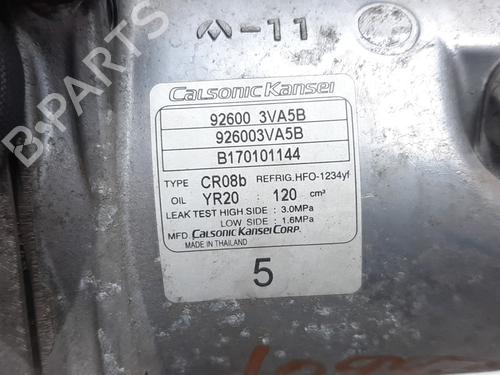 -11
Calsonic Kansei
92600 3VA5B
926003VA5B
B170101144
TYPE CR08b REFRIG. HFO-1234yf
OIL YR20 : 120 cm³
LEAK TEST HIGH SIDE : 3.0MPa
LOW SIDE : 1.6MPa
MFD. CALSONIC KANSEI CORP.
MADE IN THAILAND
5
B-PARTS